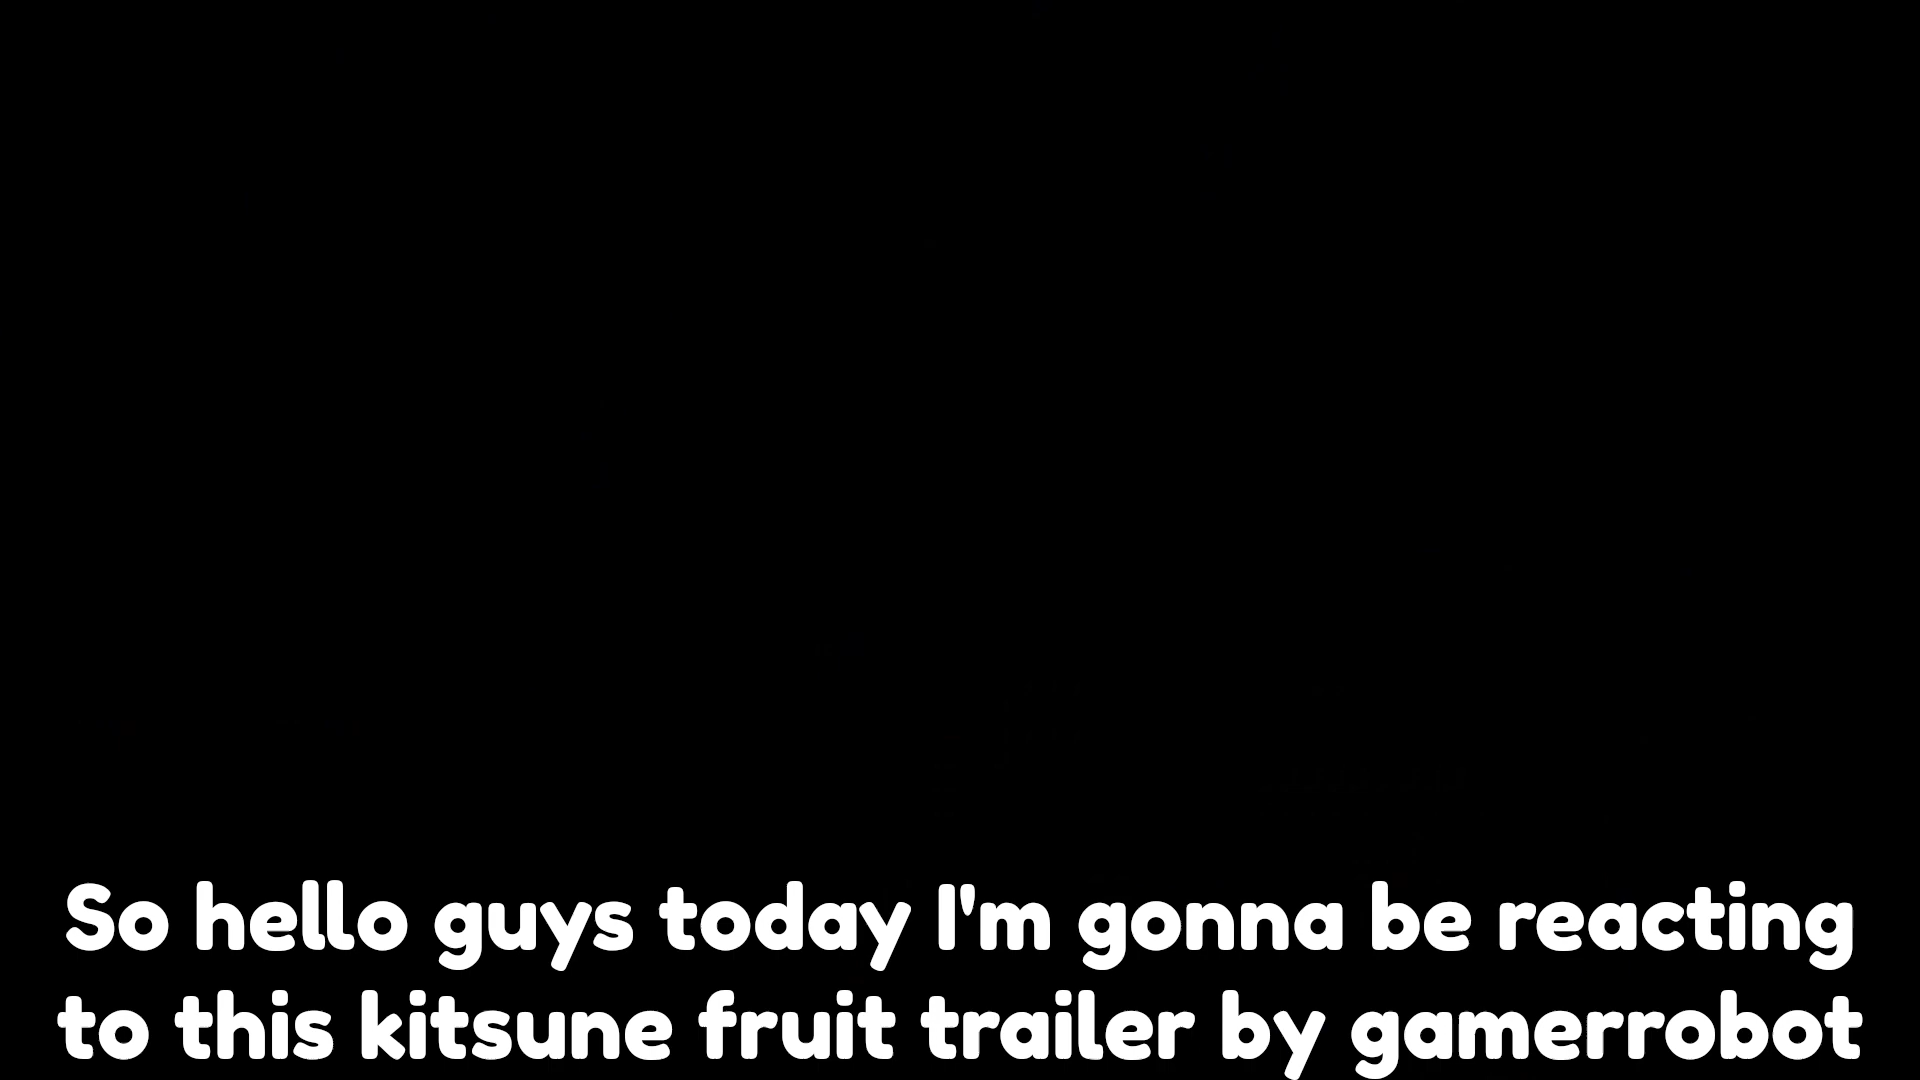 So hello guys today I'm gonna be reacting
to this kitsune fruit trailer by gamerrobot